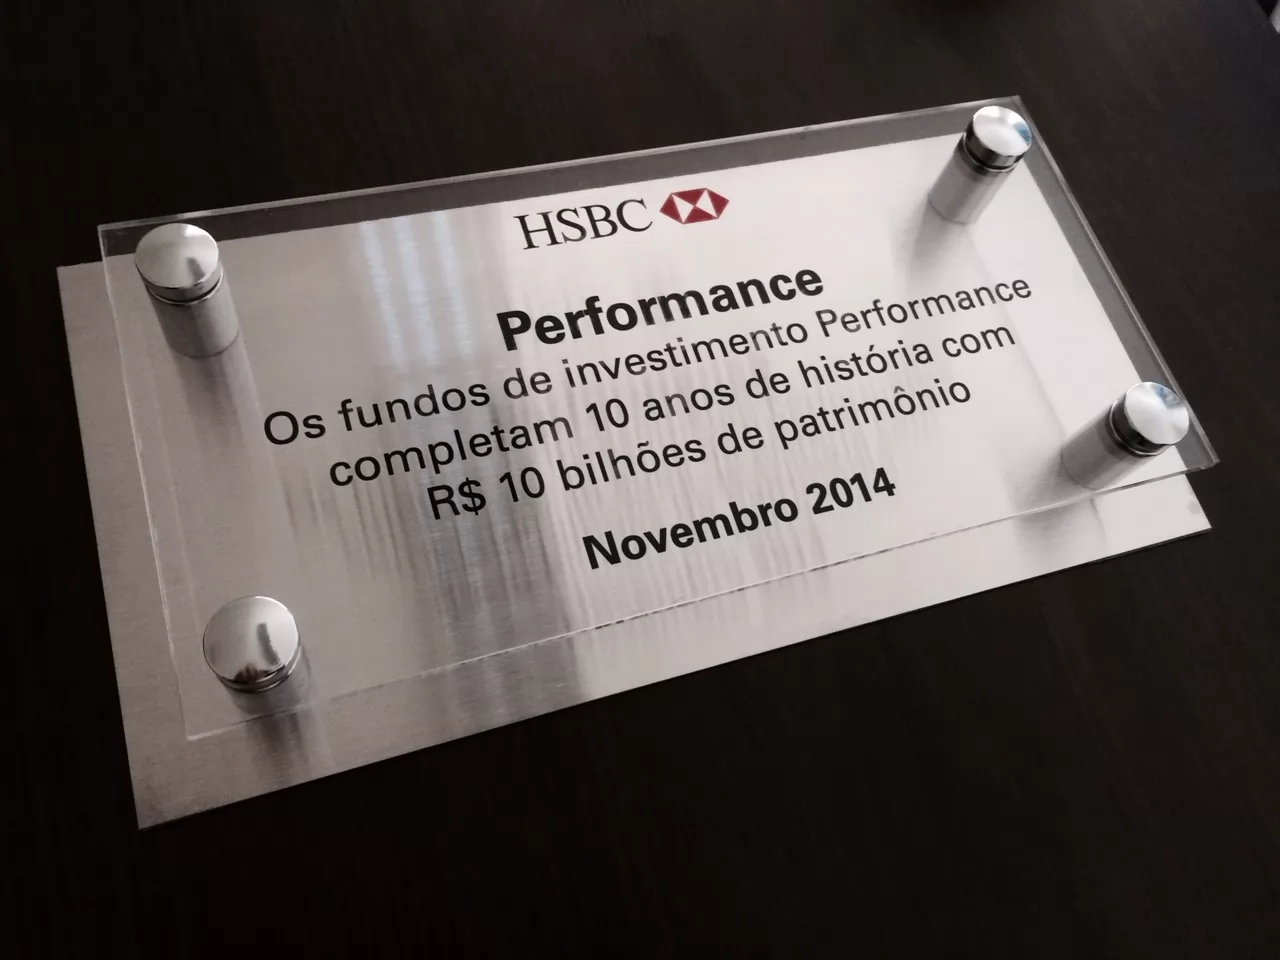 HSBC
Performance
Os fundos de investimento Performance
completam 10 anos de história com
R$ 10 bilhões de patrimônio
Novembro 2014